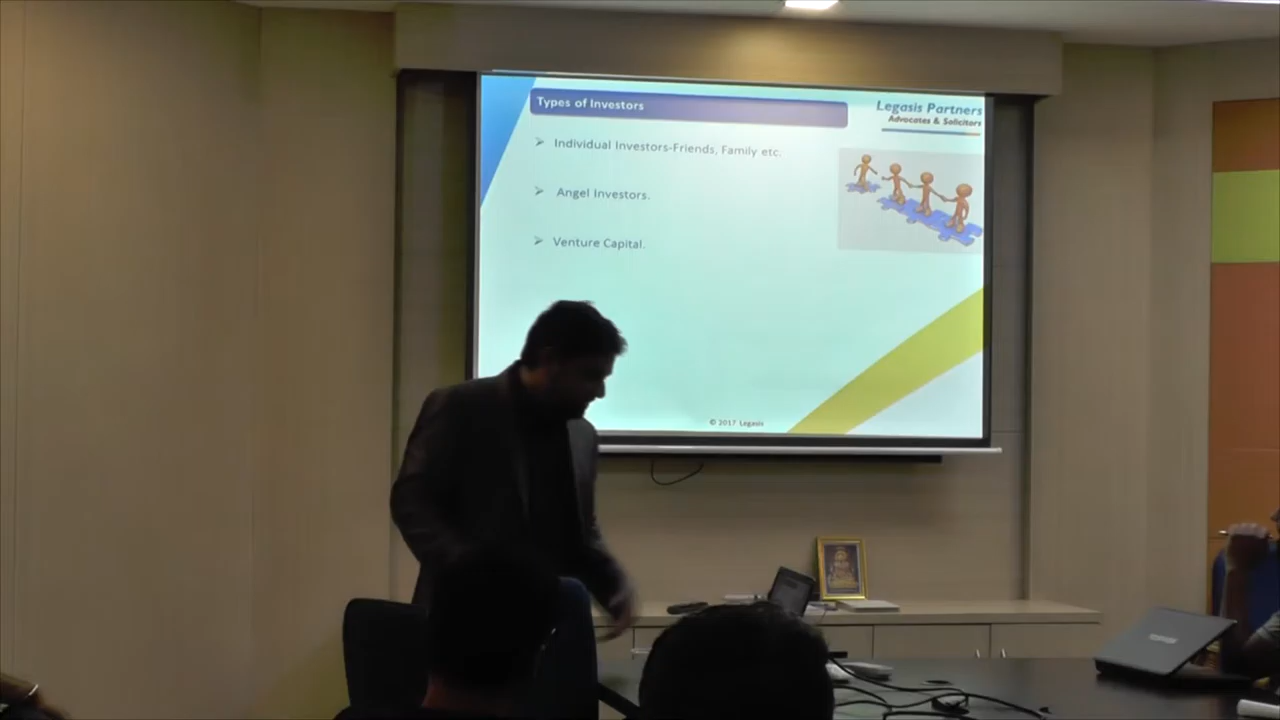 Types of Investors
Legasis Partners
Advocates & Solicitors
➢ Individual Investors-Friends, Family etc.
➢ Angel Investors.
➢ Venture Capital.
© 2017 Legasis